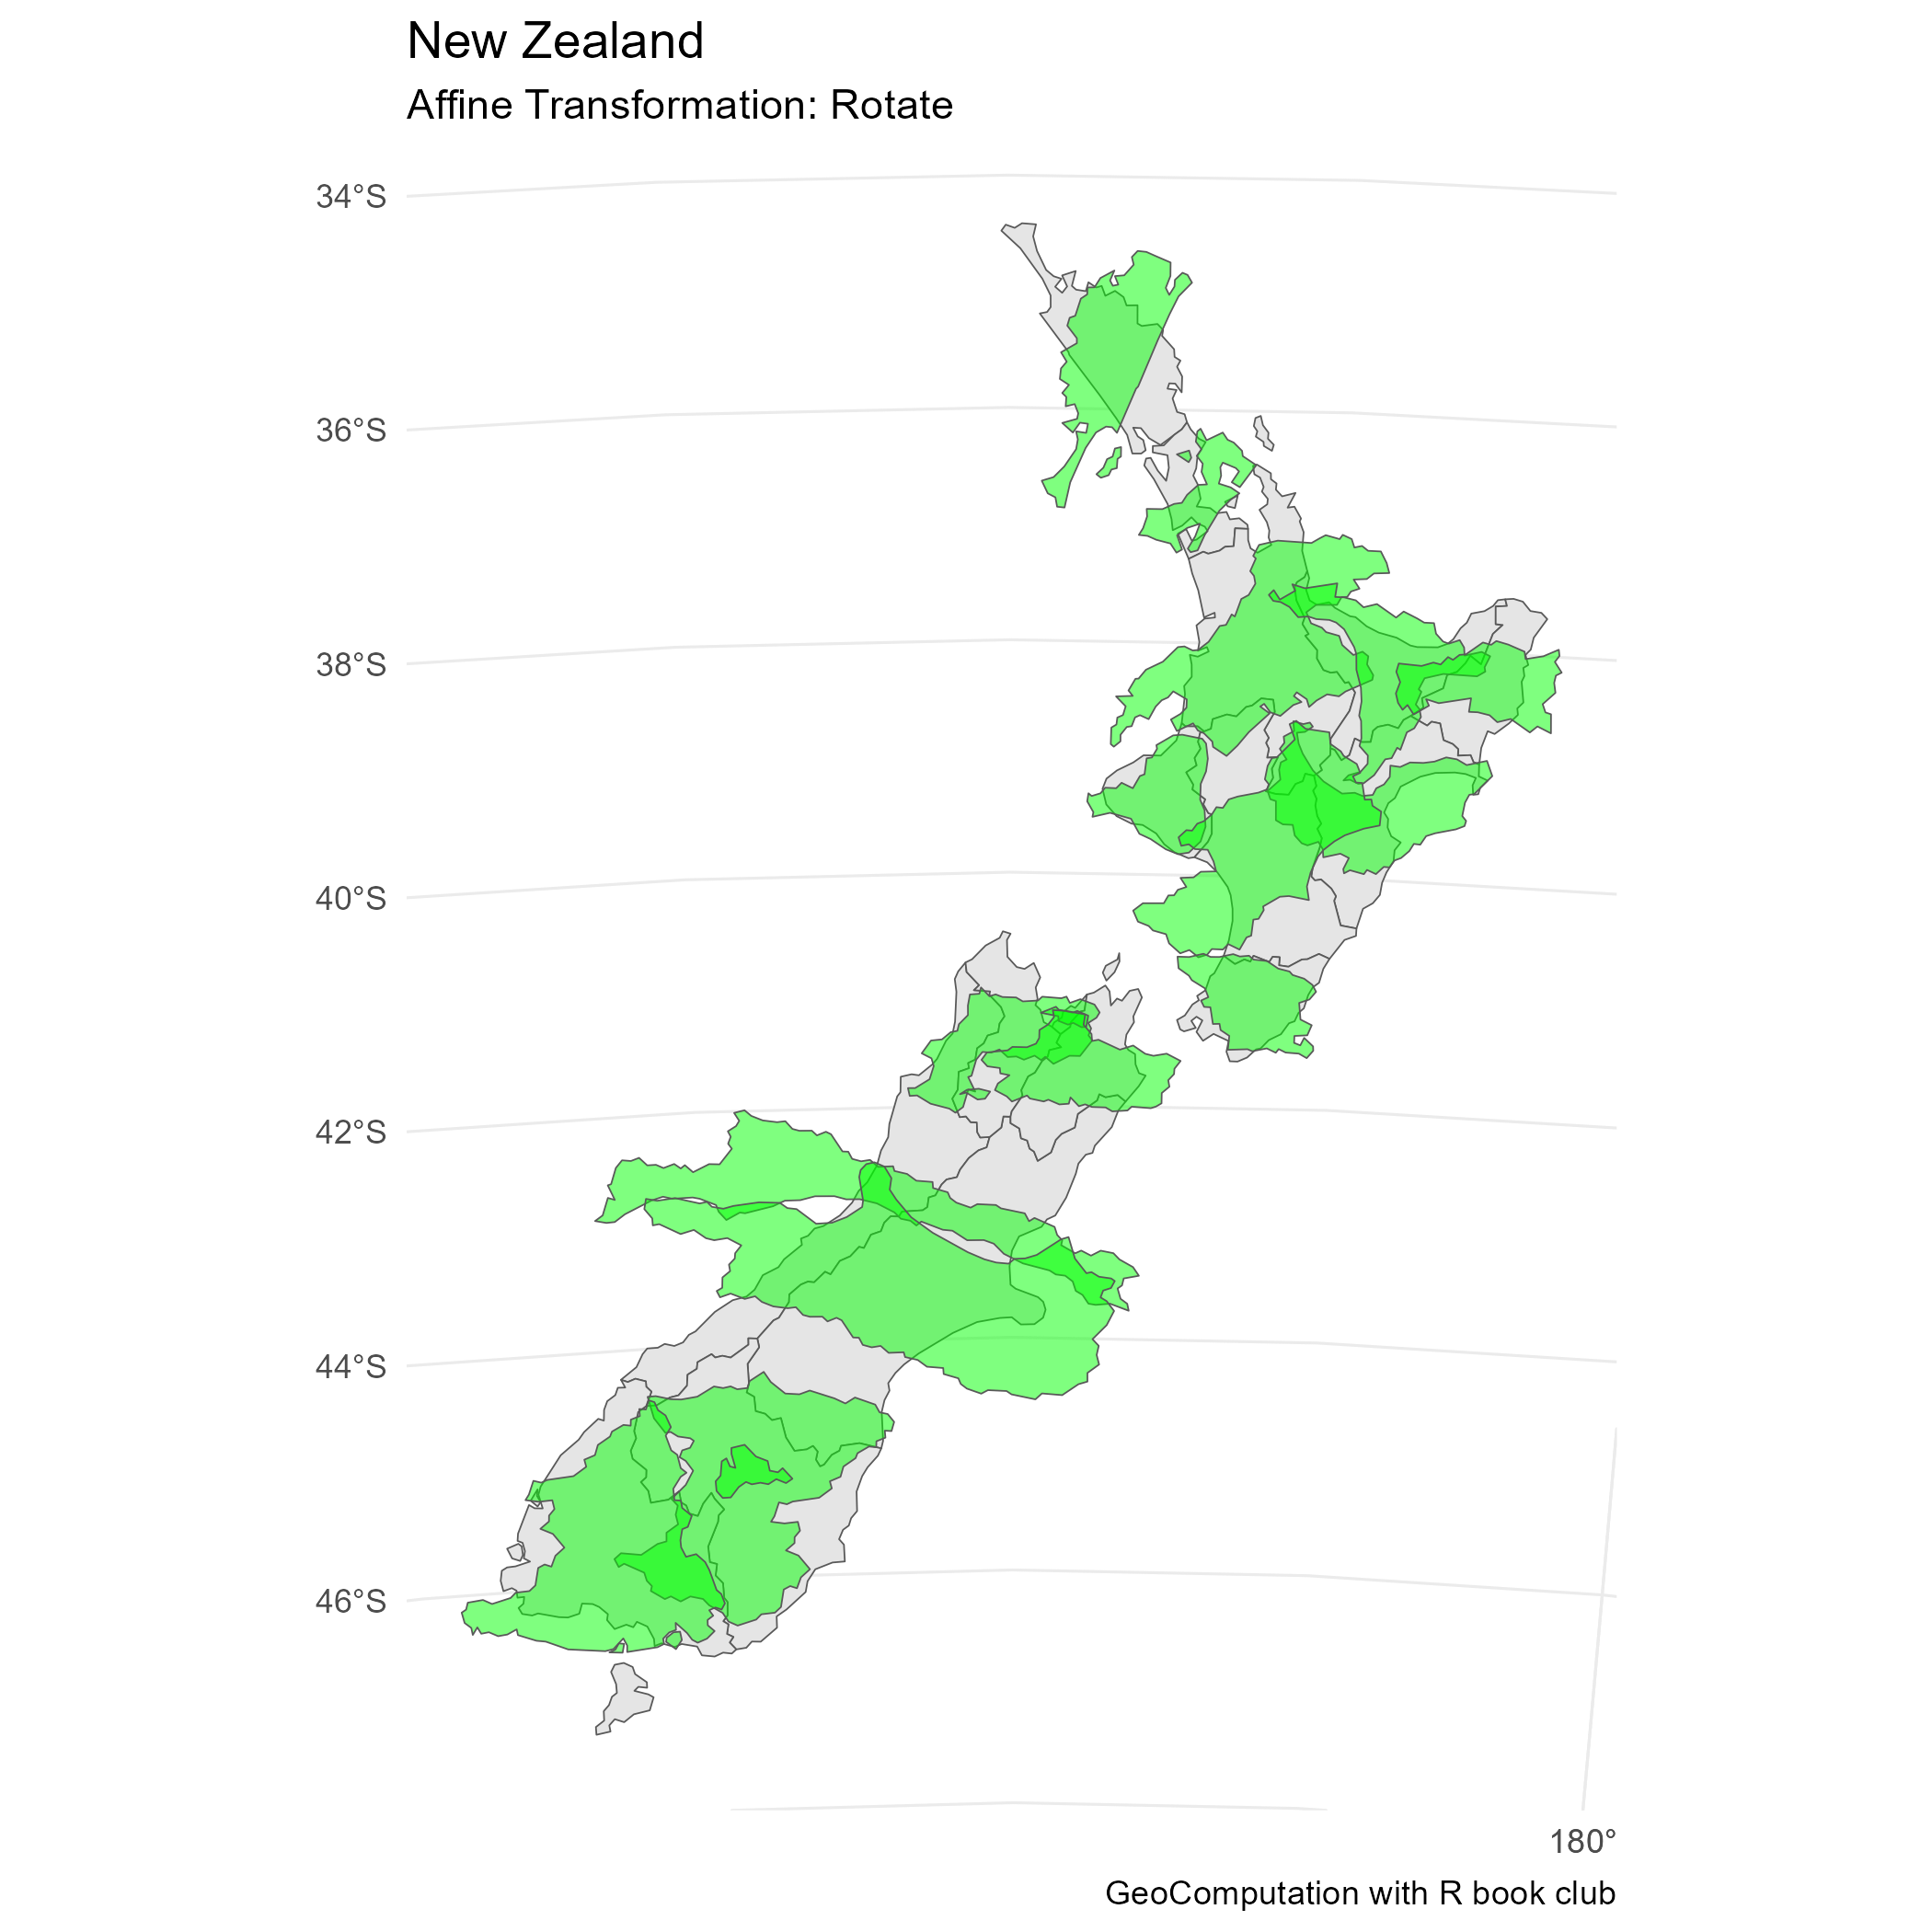 New Zealand
Affine Transformation: Rotate
34°S
36°S
38°S
40°S
42°S
44°S
46°S
180°
GeoComputation with R book club